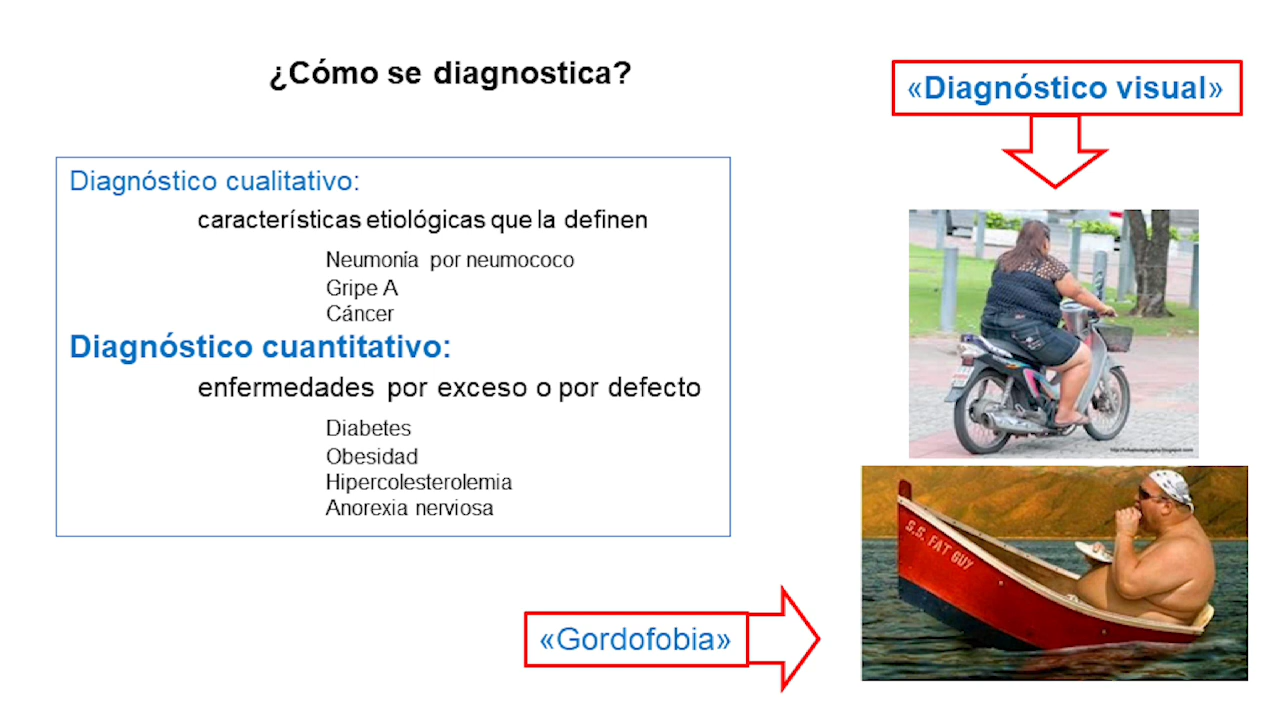 ¿Cómo se diagnostica?
«Diagnóstico visual»
Diagnóstico cualitativo:
características etiológicas que la definen
Neumonía por neumococo
Gripe A
Cáncer
Diagnóstico cuantitativo:
enfermedades por exceso o por defecto
Diabetes
Obesidad
Hipercolesterolemia
Anorexia nerviosa
S.S. FAT GUY
«Gordofobia»